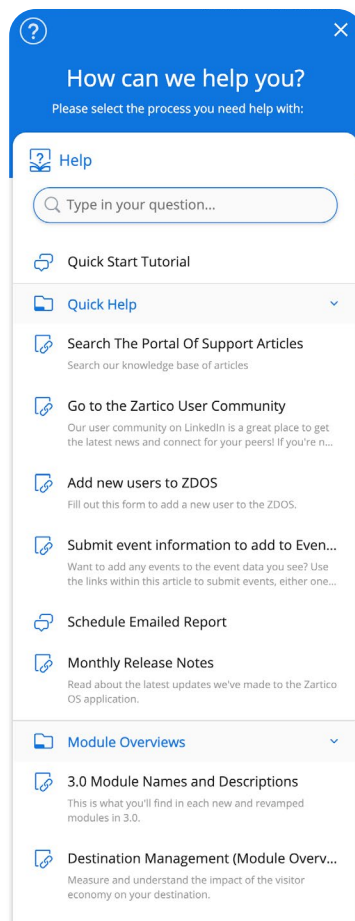 How can we help you?
Please select the process you need help with:
Help
Type in your question...
Quick Start Tutorial
Quick Help
Search The Portal Of Support Articles
Search our knowledge base of articles
Go to the Zartico User Community
Our user community on LinkedIn is a great place to get
the latest news and connect for your peers! If you're n...
Add new users to ZDOS
Fill out this form to add a new user to the ZDOS.
Submit event information to add to Even...
Want to add any events to the event data you see? Use
the links within this article to submit events, either one...
Schedule Emailed Report
Monthly Release Notes
Read about the latest updates we've made to the Zartico
OS application.
Module Overviews
3.0 Module Names and Descriptions
This is what you'll find in each new and revamped
modules in 3.0.
Destination Management (Module Overv...
Measure and understand the impact of the visitor
economy on your destination.